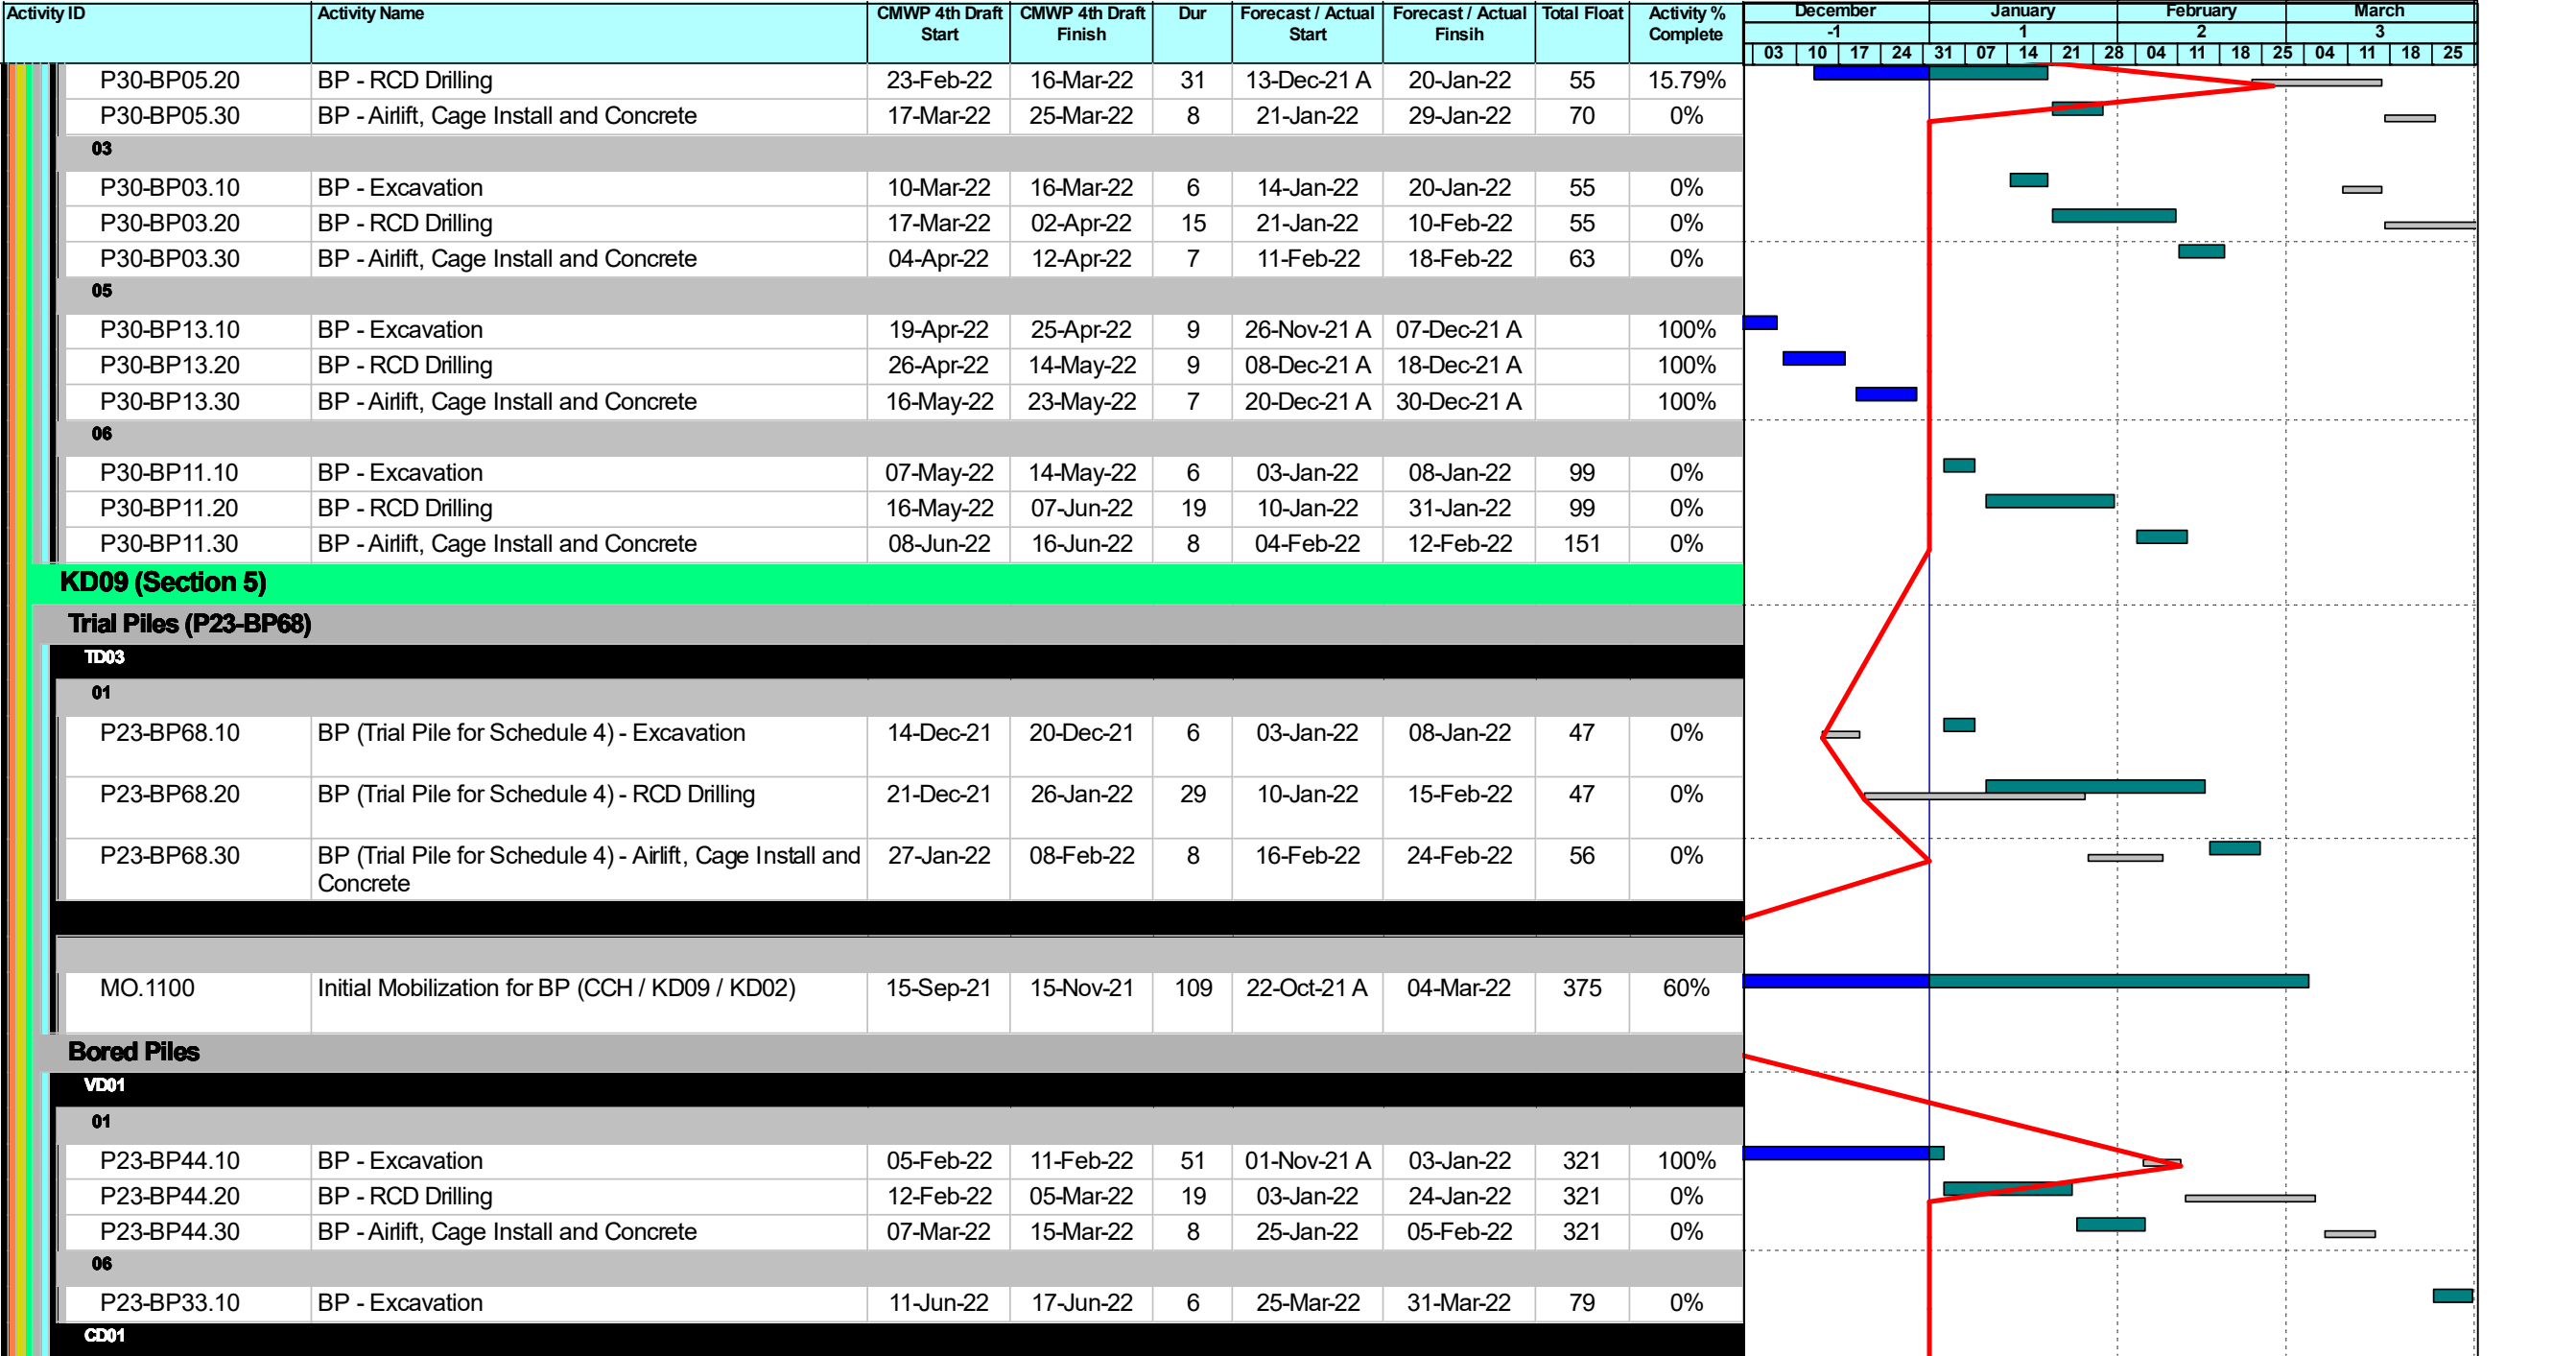 Activity ID Activity Name CMWP 4th Draft Start CMWP 4th Draft Finish Dur Forecast / Actual Start Forecast / Actual Finsih Total Float Activity % Complete December January February March
-1 1 2 3
03 10 17 24 31 07 14 21 28 04 11 18 25 04 11 18 25
P30-BP05.20 BP - RCD Drilling 23-Feb-22 16-Mar-22 31 13-Dec-21 A 20-Jan-22 55 15.79%
P30-BP05.30 BP - Airlift, Cage Install and Concrete 17-Mar-22 25-Mar-22 8 21-Jan-22 29-Jan-22 70 0%
03
P30-BP03.10 BP - Excavation 10-Mar-22 16-Mar-22 6 14-Jan-22 20-Jan-22 55 0%
P30-BP03.20 BP - RCD Drilling 17-Mar-22 02-Apr-22 15 21-Jan-22 10-Feb-22 55 0%
P30-BP03.30 BP - Airlift, Cage Install and Concrete 04-Apr-22 12-Apr-22 7 11-Feb-22 18-Feb-22 63 0%
05
P30-BP13.10 BP - Excavation 19-Apr-22 25-Apr-22 9 26-Nov-21 A 07-Dec-21 A 100%
P30-BP13.20 BP - RCD Drilling 26-Apr-22 14-May-22 9 08-Dec-21 A 18-Dec-21 A 100%
P30-BP13.30 BP - Airlift, Cage Install and Concrete 16-May-22 23-May-22 7 20-Dec-21 A 30-Dec-21 A 100%
06
P30-BP11.10 BP - Excavation 07-May-22 14-May-22 6 03-Jan-22 08-Jan-22 99 0%
P30-BP11.20 BP - RCD Drilling 16-May-22 07-Jun-22 19 10-Jan-22 31-Jan-22 99 0%
P30-BP11.30 BP - Airlift, Cage Install and Concrete 08-Jun-22 16-Jun-22 8 04-Feb-22 12-Feb-22 151 0%
KD09 (Section 5)
Trial Piles (P23-BP68)
TD03
01
P23-BP68.10 BP (Trial Pile for Schedule 4) - Excavation 14-Dec-21 20-Dec-21 6 03-Jan-22 08-Jan-22 47 0%
P23-BP68.20 BP (Trial Pile for Schedule 4) - RCD Drilling 21-Dec-21 26-Jan-22 29 10-Jan-22 15-Feb-22 47 0%
P23-BP68.30 BP (Trial Pile for Schedule 4) - Airlift, Cage Install and 27-Jan-22 08-Feb-22 8 16-Feb-22 24-Feb-22 56 0%
Concrete
MO.1100 Initial Mobilization for BP (CCH / KD09 / KD02) 15-Sep-21 15-Nov-21 109 22-Oct-21 A 04-Mar-22 375 60%
Bored Piles
VD01
01
P23-BP44.10 BP - Excavation 05-Feb-22 11-Feb-22 51 01-Nov-21 A 03-Jan-22 321 100%
P23-BP44.20 BP - RCD Drilling 12-Feb-22 05-Mar-22 19 03-Jan-22 24-Jan-22 321 0%
P23-BP44.30 BP - Airlift, Cage Install and Concrete 07-Mar-22 15-Mar-22 8 25-Jan-22 05-Feb-22 321 0%
06
P23-BP33.10 BP - Excavation 11-Jun-22 17-Jun-22 6 25-Mar-22 31-Mar-22 79 0%
CD01